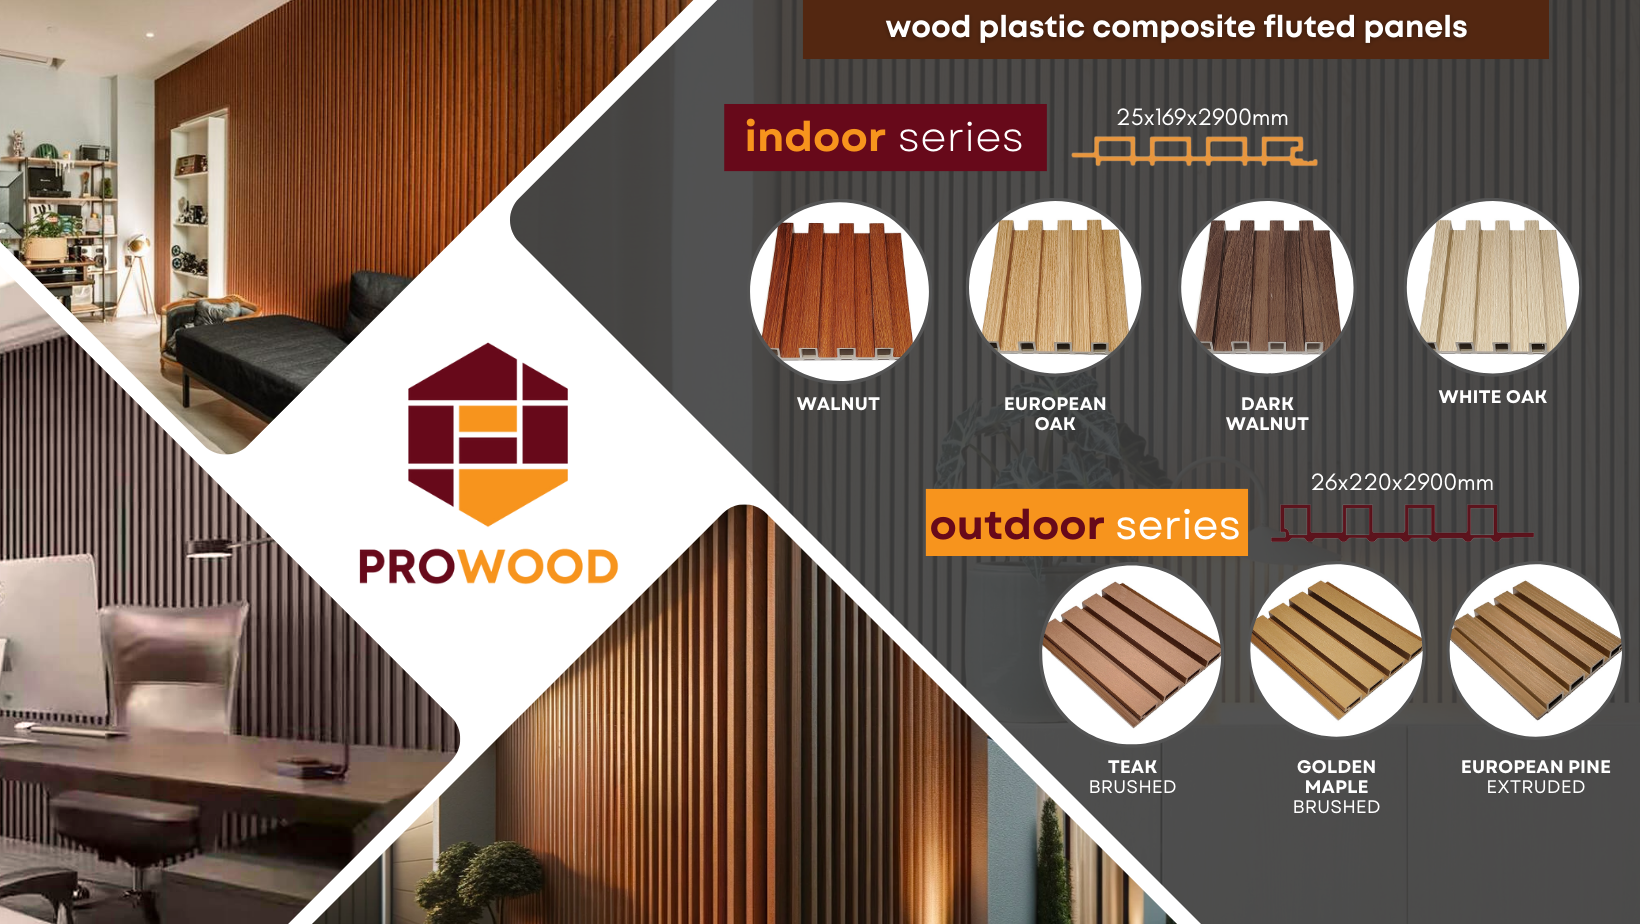 wood plastic composite fluted panels
indoor series
25x169x2900mm
WALNUT
EUROPEAN
OAK
DARK
WALNUT
WHITE OAK
PROWOOD
outdoor series
26x220x2900mm
TEAK
BRUSHED
GOLDEN
MAPLE
BRUSHED
EUROPEAN PINE
EXTRUDED